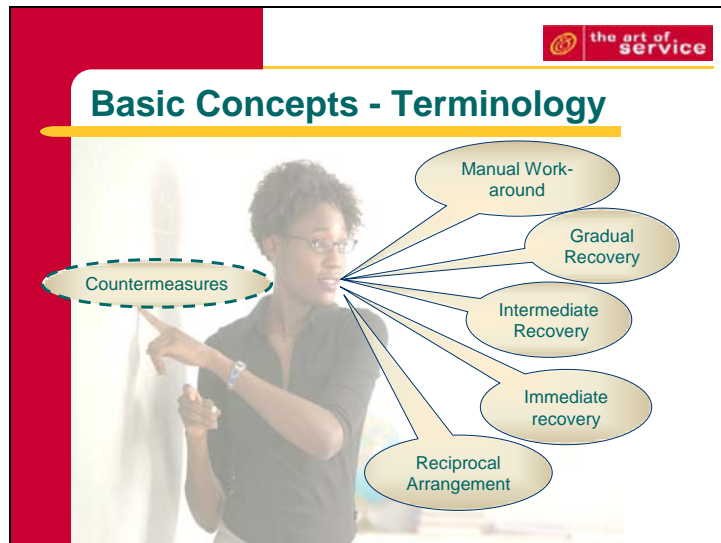 the art of
service
Basic Concepts - Terminology
Manual Work-
around
Gradual
Recovery
Countermeasures
Intermediate
Recovery
Immediate
recovery
Reciprocal
Arrangement